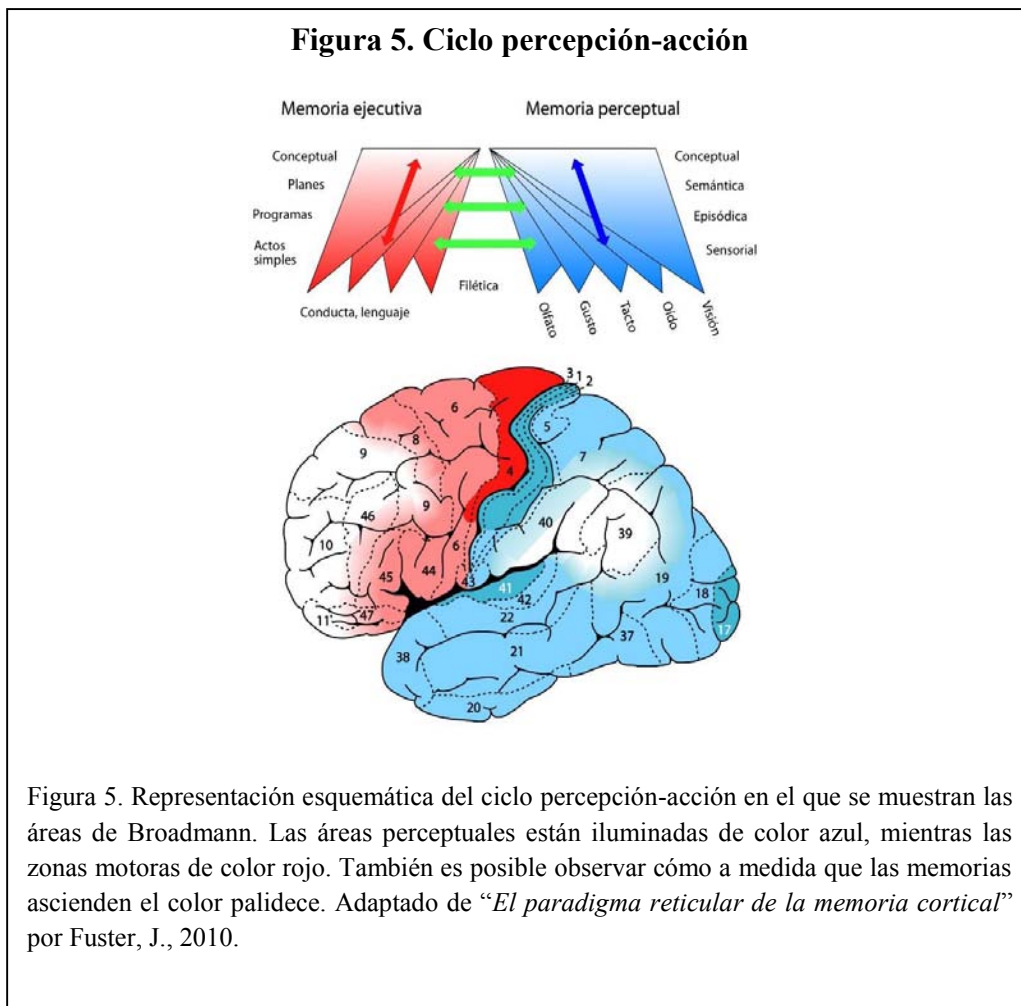 Figura 5. Ciclo percepción-acción
Memoria ejecutiva
Memoria perceptual
Conceptual
Planes
Programas
Actos
simples
Conducta, lenguaje
Filética
Conceptual
Semántica
Episódica
Sensorial
Olfato
Gusto
Tacto
Oído
Visión
3 1 2
6
8
5
9
4
7
46
9
40
39
10
6
45
44
43
41
42
19
18
17
11
47
22
37
38
21
20
Figura 5. Representación esquemática del ciclo percepción-acción en el que se muestran las
áreas de Broadmann. Las áreas perceptuales están iluminadas de color azul, mientras las
zonas motoras de color rojo. También es posible observar cómo a medida que las memorias
ascienden el color palidece. Adaptado de “El paradigma reticular de la memoria cortical”
por Fuster, J., 2010.